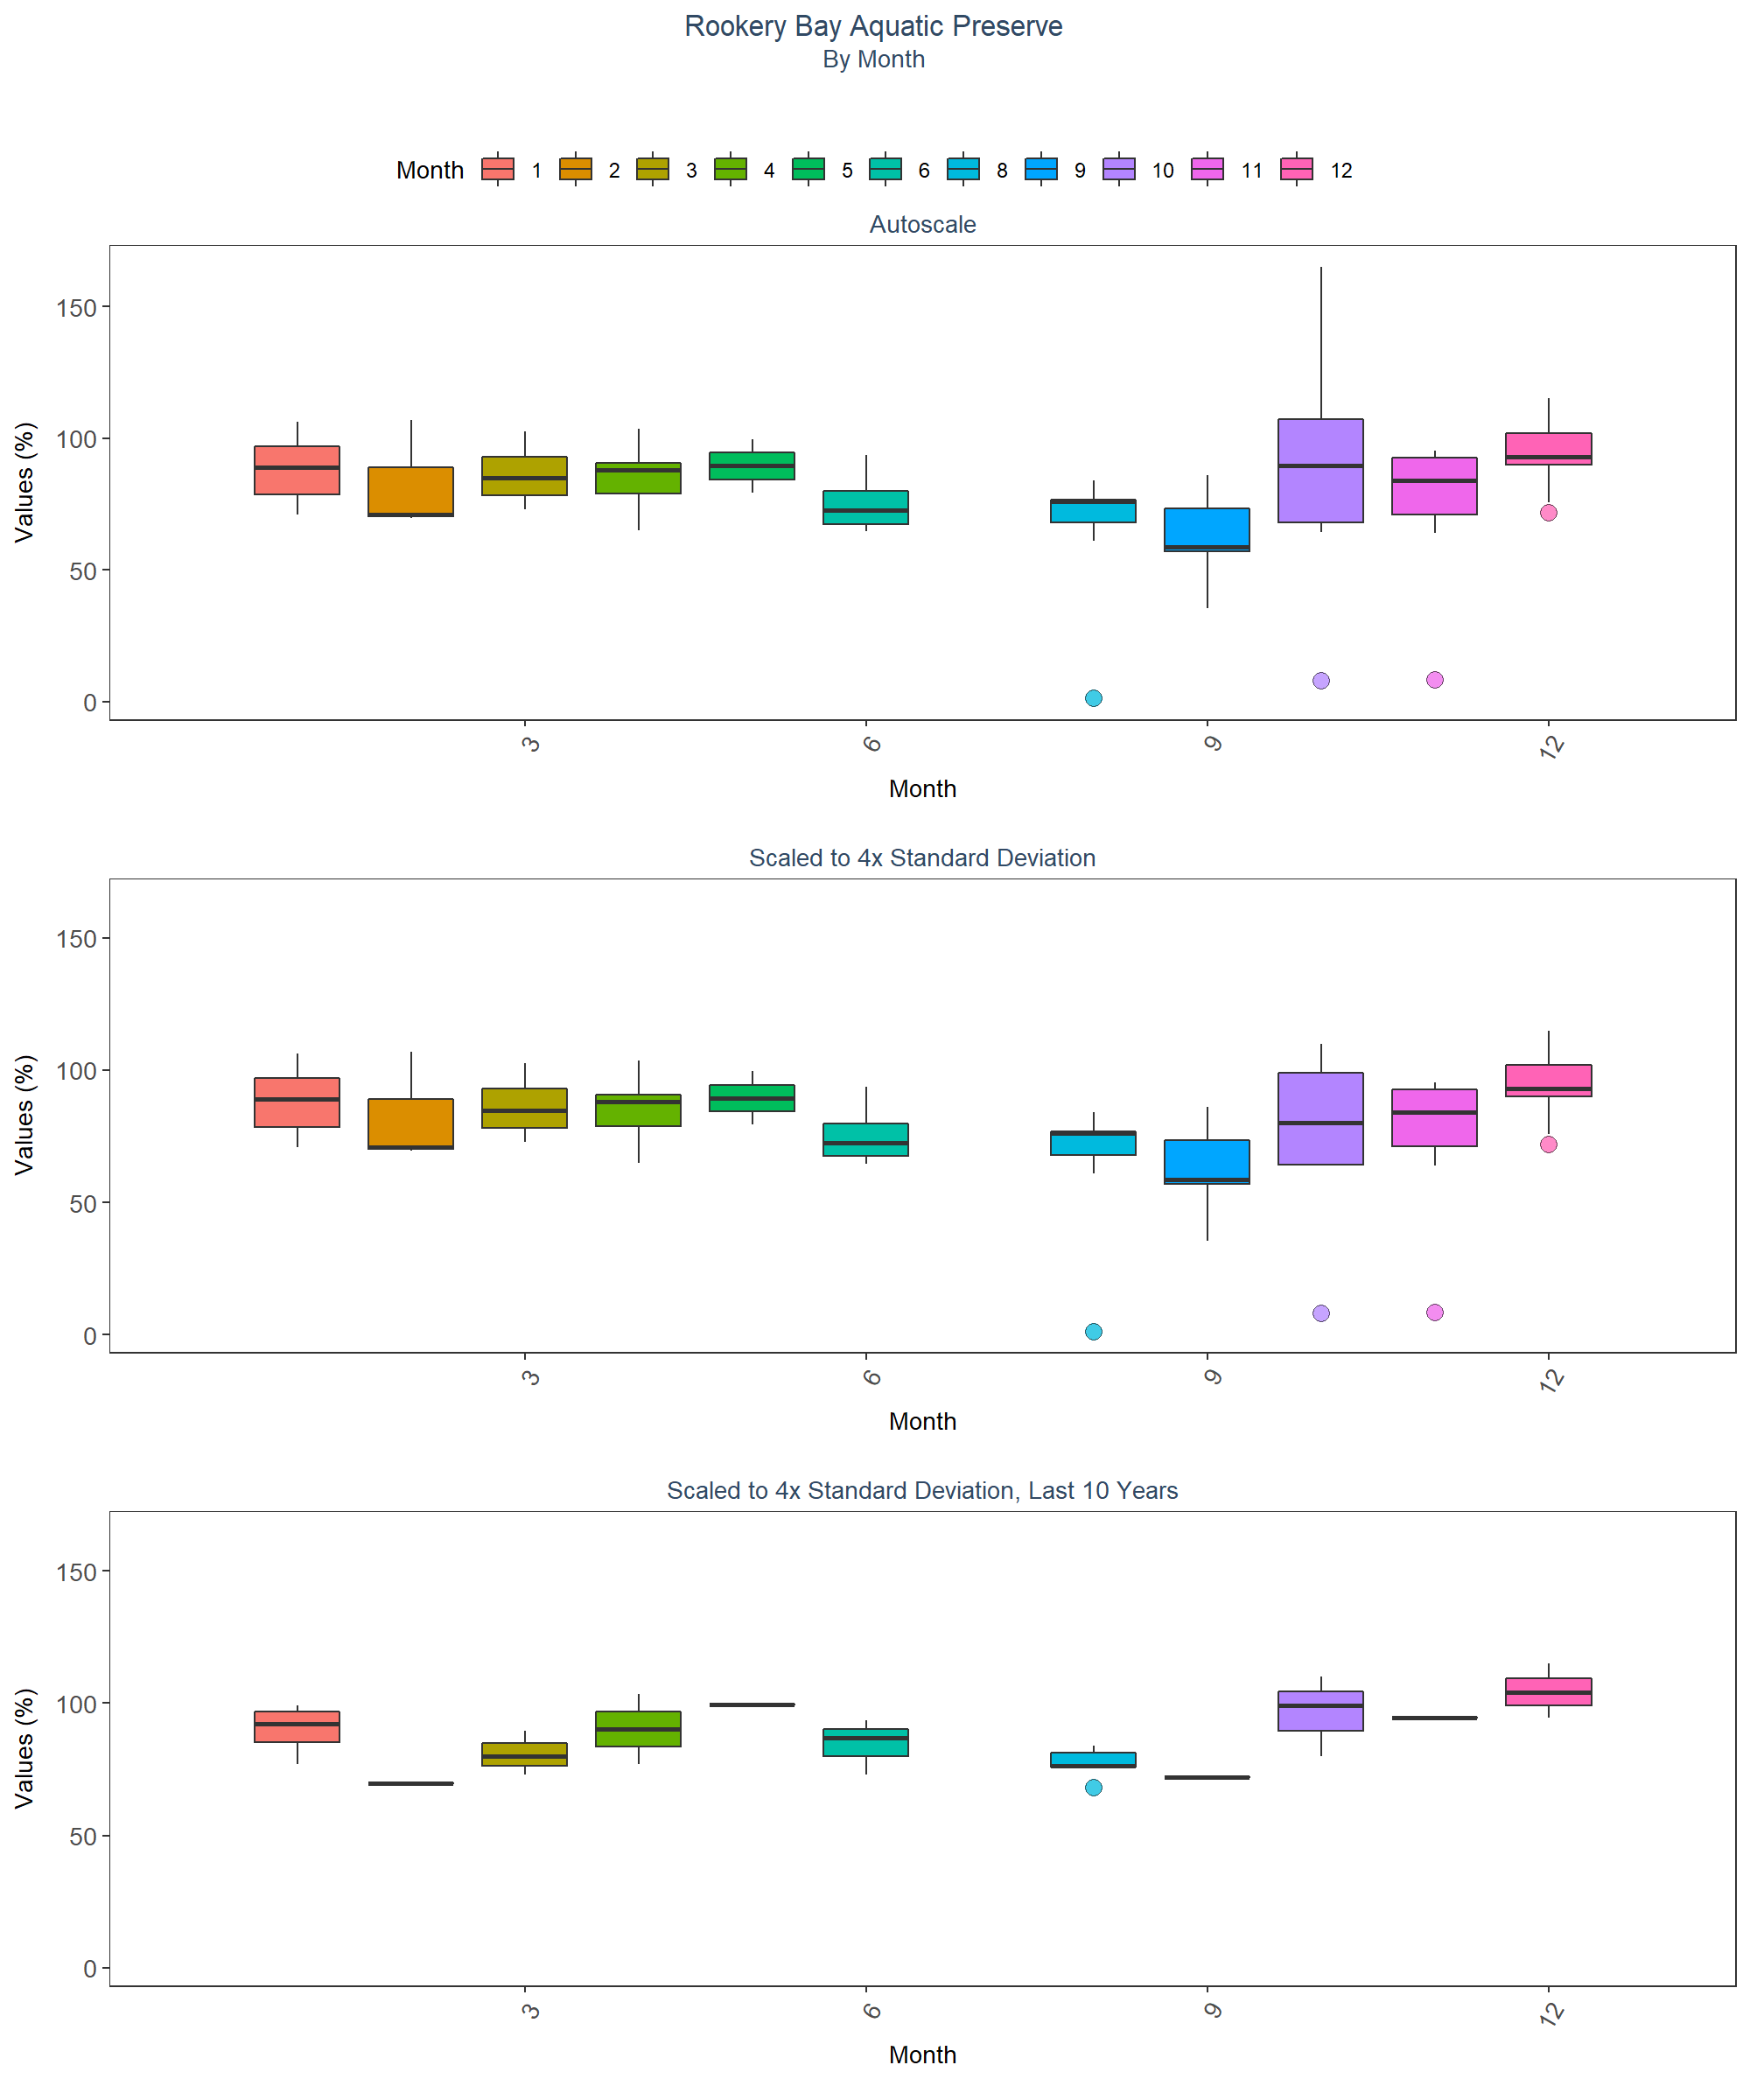 Rookery Bay Aquatic Preserve
By Month
Month 1 2 3 4 5 6 8 9 10 11 12
Autoscale
Values (%)
150
100
50
0
3 6 9 12
Month
Scaled to 4x Standard Deviation
Values (%)
150
100
50
0
3 6 9 12
Month
Scaled to 4x Standard Deviation, Last 10 Years
Values (%)
150
100
50
0
3 6 9 12
Month